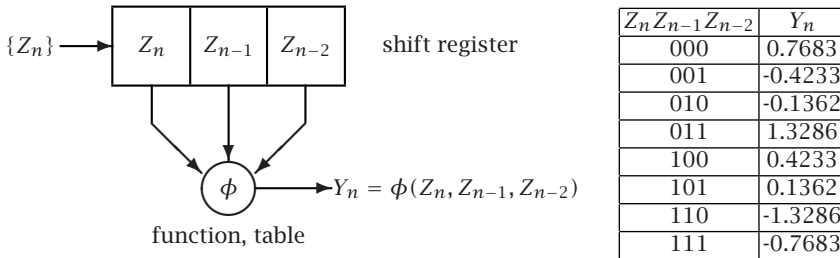 {Z_n} Z_n Z_{n−1} Z_{n−2} shift register
ϕ Y_n = ϕ(Z_n, Z_{n−1}, Z_{n−2})
function, table
Z_n Z_{n−1} Z_{n−2} Y_n
000 0.7683
001 -0.4233
010 -0.1362
011 1.3286
100 0.4233
101 0.1362
110 -1.3286
111 -0.7683